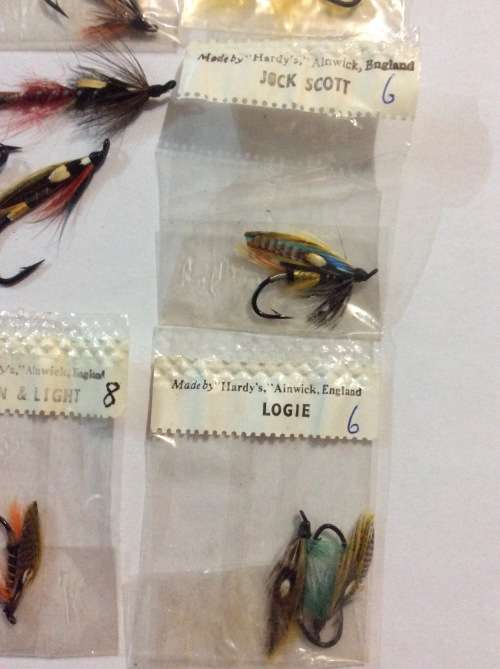 Made by "Hardy's," Alnwick, England
JOCK SCOTT
6
y's," Alnwick, England
N & LIGHT 8
Made by "Hardy's," Alnwick, England
LOGIE
6